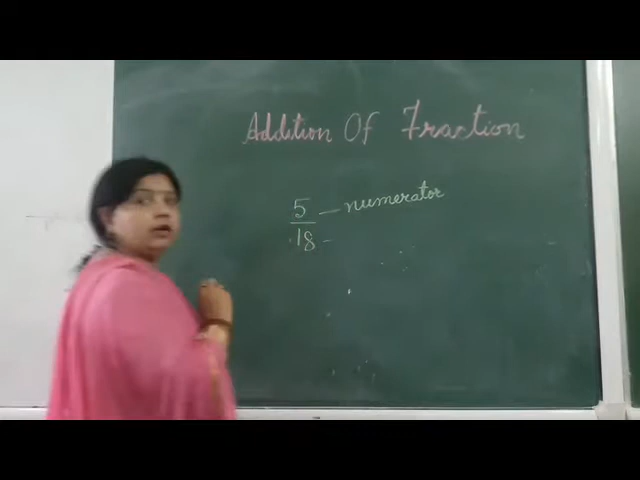 Addition Of Fraction
5 — numerator
18 -